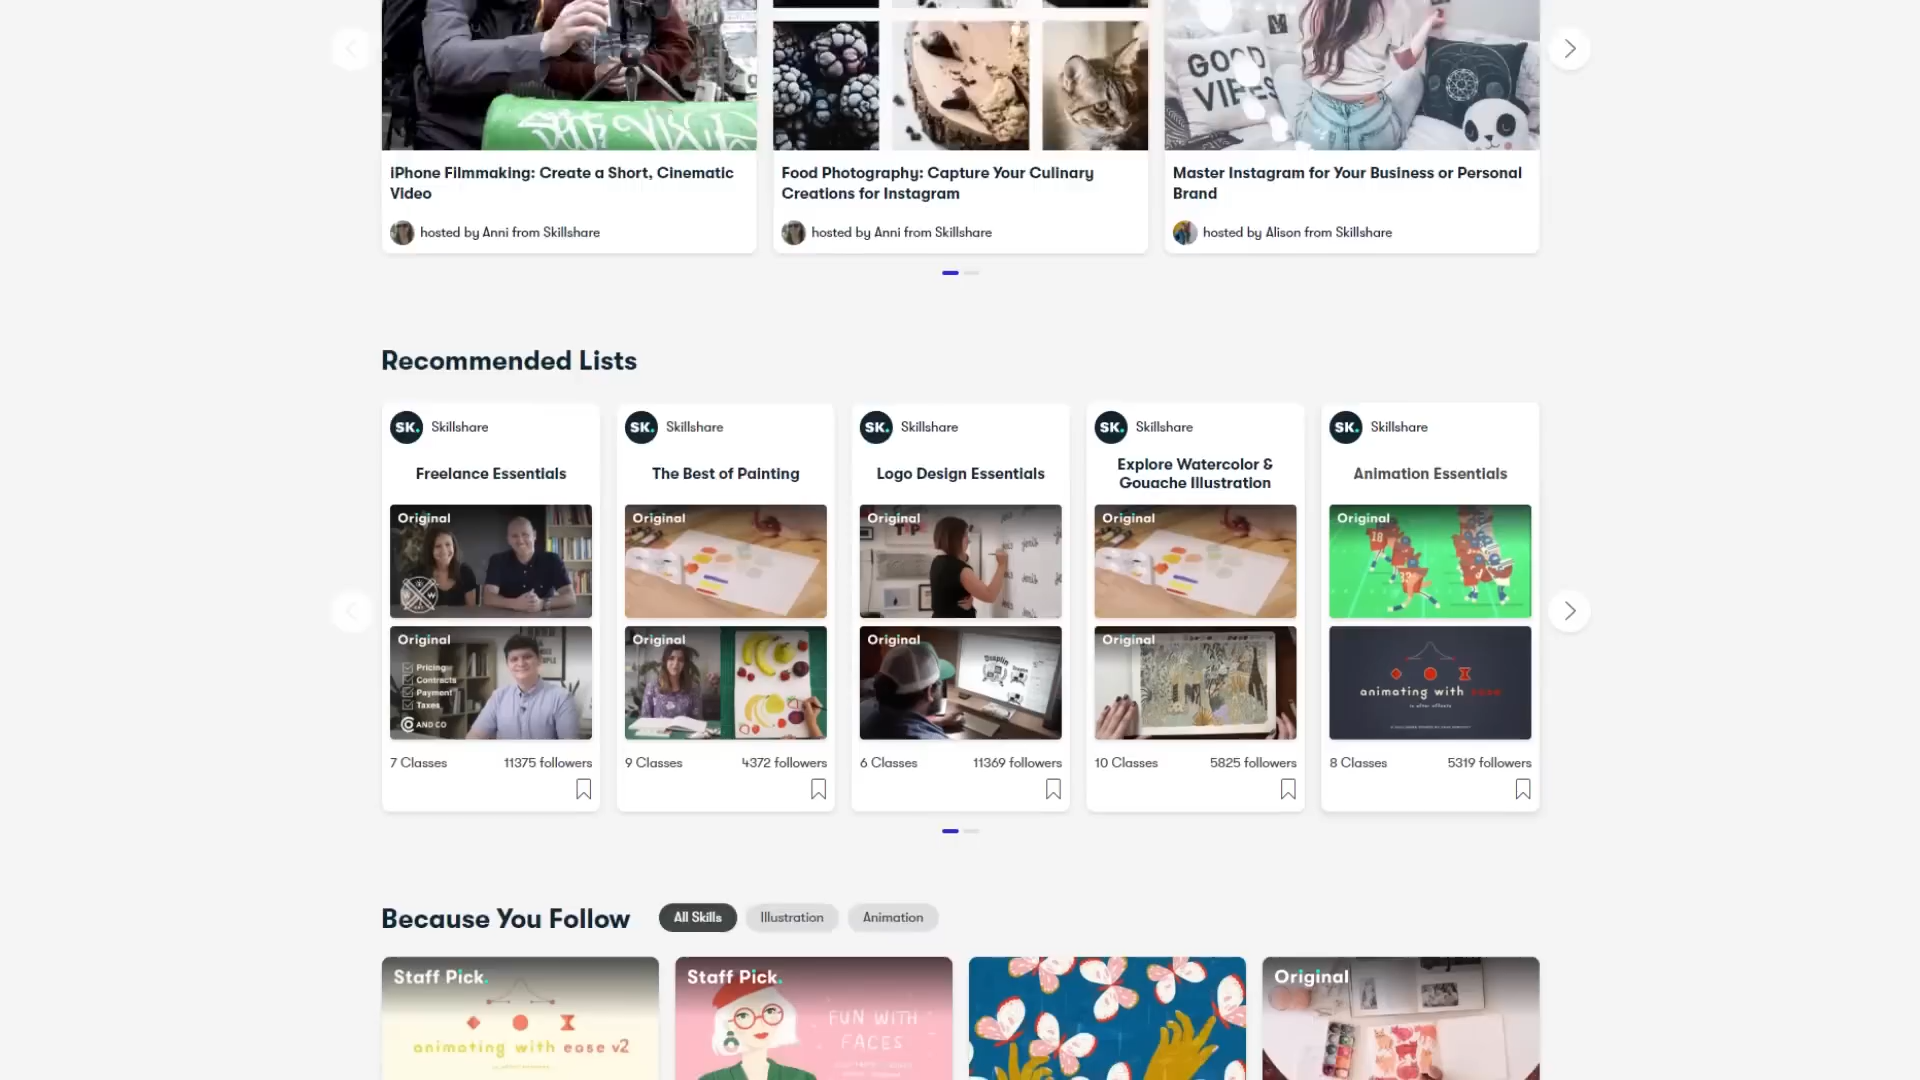 GOOD
VIBES
iPhone Filmmaking: Create a Short, Cinematic
Video
Food Photography: Capture Your Culinary
Creations for Instagram
Master Instagram for Your Business or Personal
Brand
hosted by Anni from Skillshare
hosted by Anni from Skillshare
hosted by Alison from Skillshare
Recommended Lists
SK. Skillshare
SK. Skillshare
SK. Skillshare
SK. Skillshare
SK. Skillshare
Freelance Essentials
The Best of Painting
Logo Design Essentials
Explore Watercolor &
Gouache Illustration
Animation Essentials
Original
Original
Original
Original
Original
18
Original
Original
Original
Original
Pricing
Contracts
Payment
Taxes
AND CO
animating with ease
7 Classes 11375 followers
9 Classes 4372 followers
6 Classes 11369 followers
10 Classes 5825 followers
8 Classes 5319 followers
Because You Follow
All Skills
Illustration
Animation
Staff Pick.
Staff Pick.
Original
animating with ease v2
FUN WITH
FACES